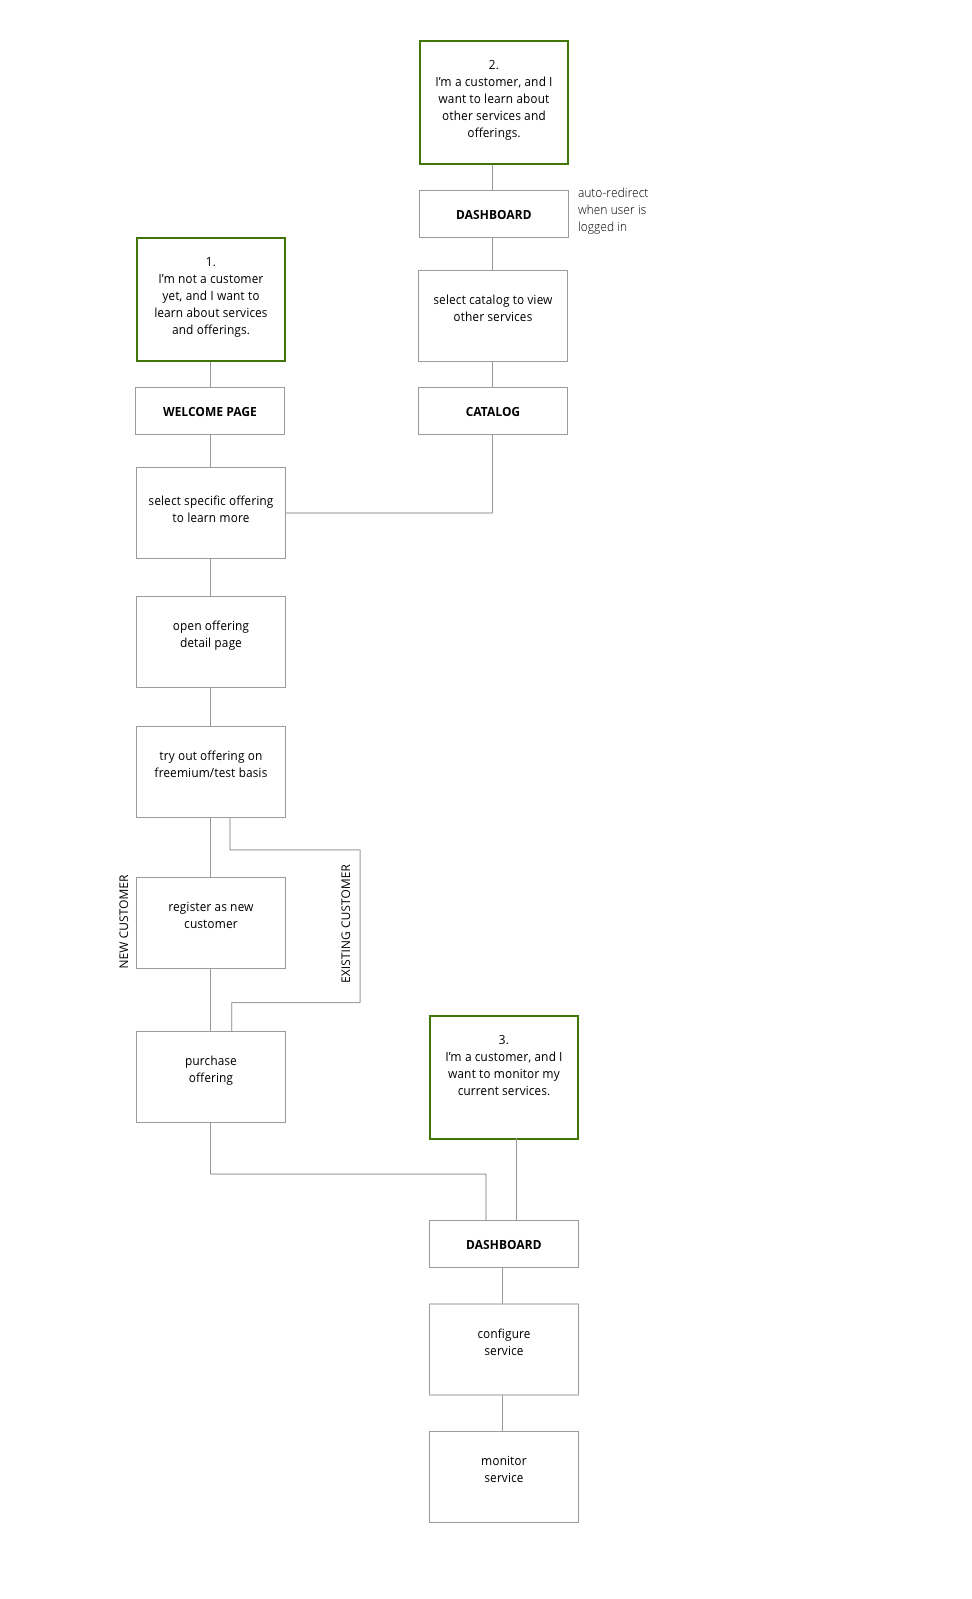 2.
I'm a customer, and I
want to learn about
other services and
offerings.
DASHBOARD
auto-redirect
when user is
logged in
1.
I'm not a customer
yet, and I want to
learn about services
and offerings.
select catalog to view
other services
WELCOME PAGE
CATALOG
select specific offering
to learn more
open offering
detail page
try out offering on
freemium/test basis
NEW CUSTOMER
register as new
customer
EXISTING CUSTOMER
purchase
offering
3.
I'm a customer, and I
want to monitor my
current services.
DASHBOARD
configure
service
monitor
service